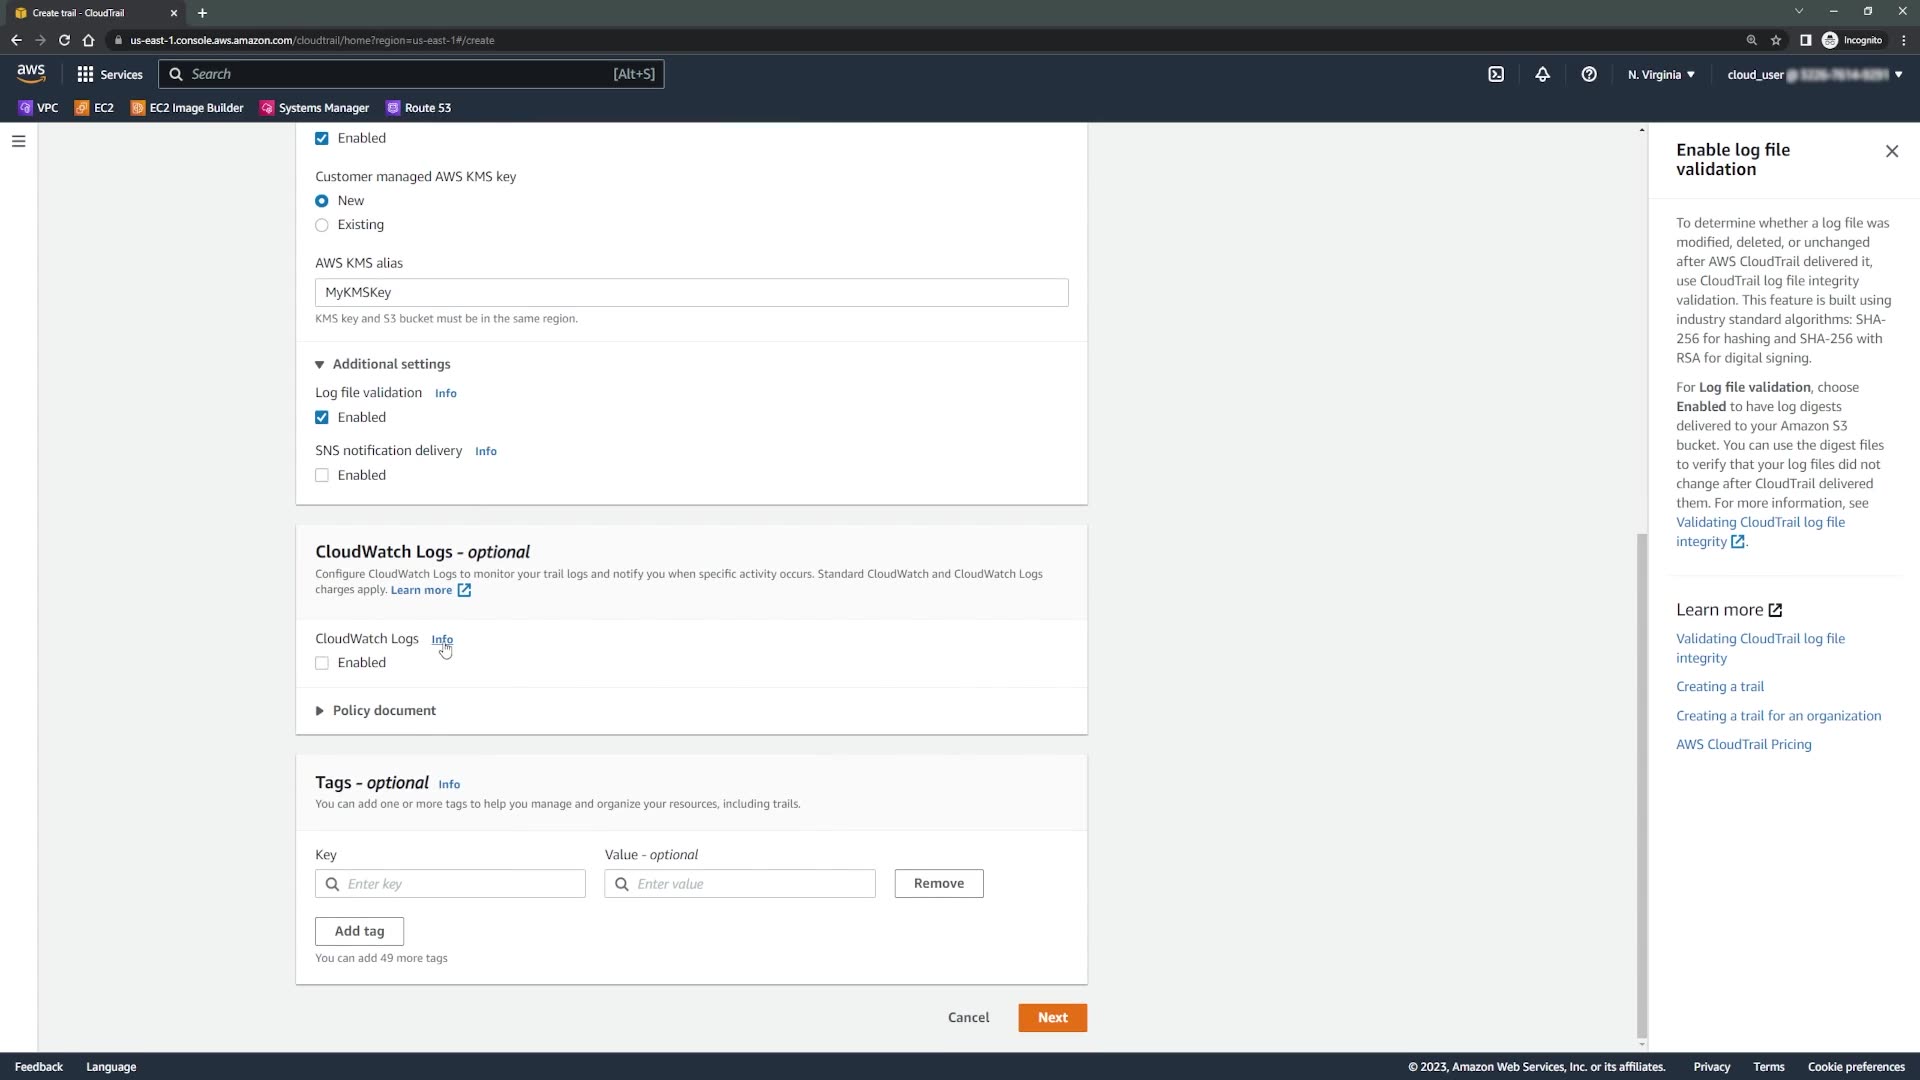 Create trail - CloudTrail
us-east-1.console.aws.amazon.com/cloudtrail/home?region=us-east-1#/create
Incognito
aws
Services
Search
[Alt+S]
N. Virginia
cloud_user
VPC
EC2
EC2 Image Builder
Systems Manager
Route 53
Enabled
Customer managed AWS KMS key
New
Existing
AWS KMS alias
MyKMSKey
KMS key and S3 bucket must be in the same region.
Additional settings
Log file validation Info
Enabled
SNS notification delivery Info
Enabled
CloudWatch Logs - optional
Configure CloudWatch Logs to monitor your trail logs and notify you when specific activity occurs. Standard CloudWatch and CloudWatch Logs
charges apply. Learn more
CloudWatch Logs Info
Enabled
Policy document
Tags - optional Info
You can add one or more tags to help you manage and organize your resources, including trails.
Key
Value - optional
Enter key
Enter value
Remove
Add tag
You can add 49 more tags
Cancel
Next
Enable log file
validation
To determine whether a log file was
modified, deleted, or unchanged
after AWS CloudTrail delivered it,
use CloudTrail log file integrity
validation. This feature is built using
industry standard algorithms: SHA-
256 for hashing and SHA-256 with
RSA for digital signing.
For Log file validation, choose
Enabled to have log digests
delivered to your Amazon S3
bucket. You can use the digest files
to verify that your log files did not
change after CloudTrail delivered
them. For more information, see
Validating CloudTrail log file
integrity .
Learn more
Validating CloudTrail log file
integrity
Creating a trail
Creating a trail for an organization
AWS CloudTrail Pricing
Feedback
Language
© 2023, Amazon Web Services, Inc. or its affiliates.
Privacy
Terms
Cookie preferences